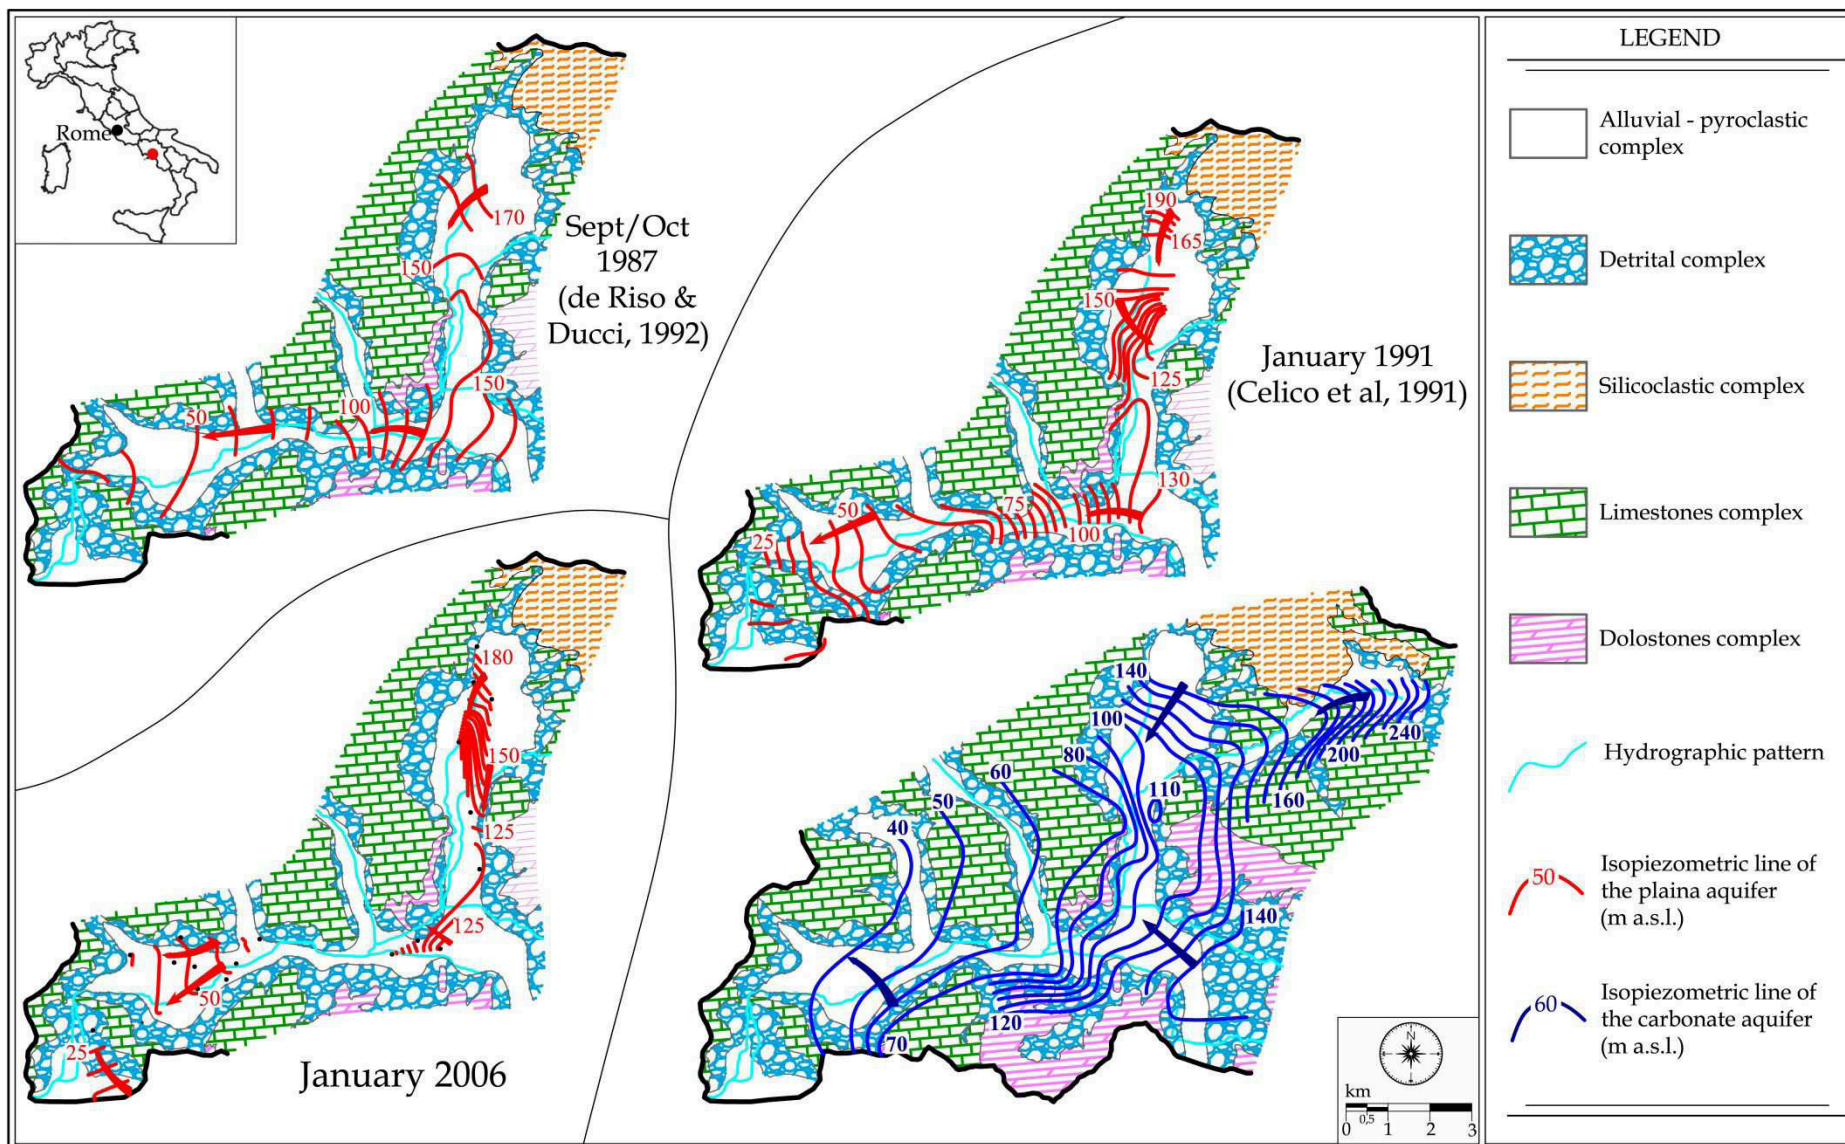 Rome
170
Sept/Oct
1987
(de Riso &
Ducci, 1992)
150
150
100
50
190
165
150
January 1991
(Celico et al, 1991)
125
130
75
50
100
25
180
150
125
125
50
25
January 2006
140
100
80
60
50
40
110
240
200
160
140
120
70
N
km
0 0,5 1 2 3
LEGEND
Alluvial - pyroclastic
complex
Detrital complex
Silicoclastic complex
Limestones complex
Dolostones complex
Hydrographic pattern
50
Isopiezometric line of
the plaina aquifer
(m a.s.l.)
60
Isopiezometric line of
the carbonate aquifer
(m a.s.l.)